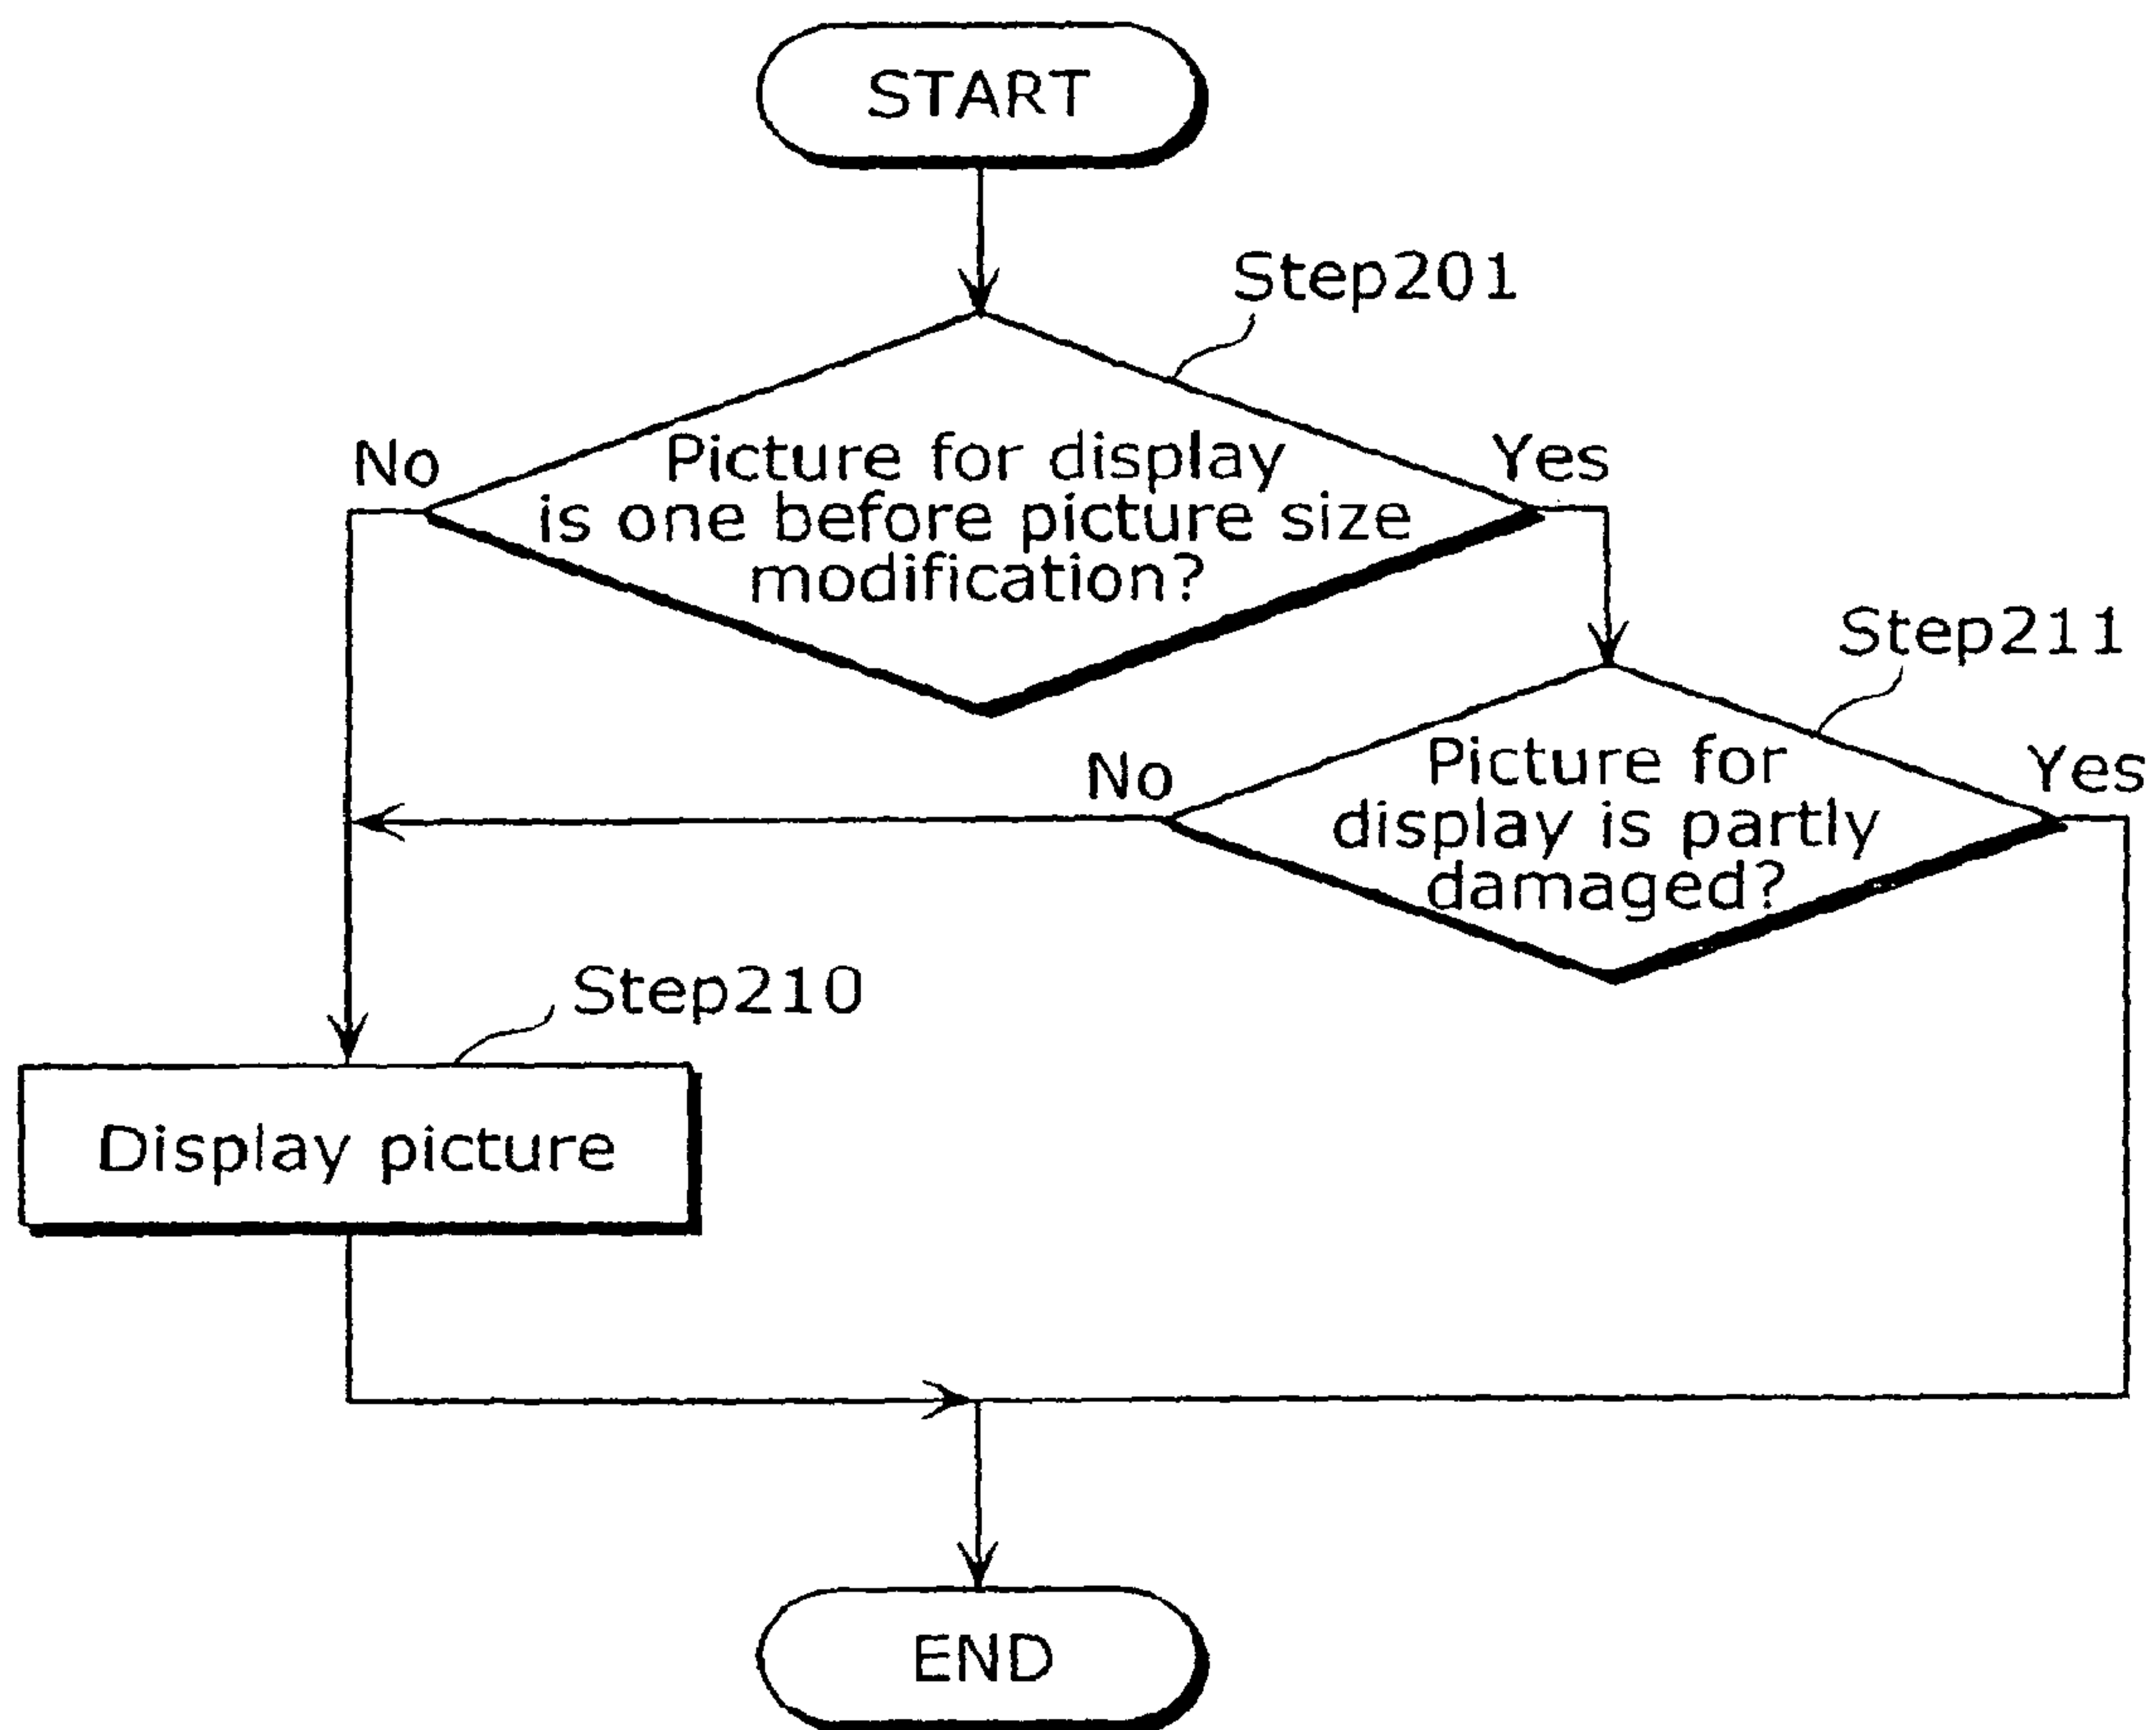 START
Step201
No
Yes
Picture for display
is one before picture size
modification?
Step211
No
Yes
Picture for
display is partly
damaged?
Step210
Display picture
END